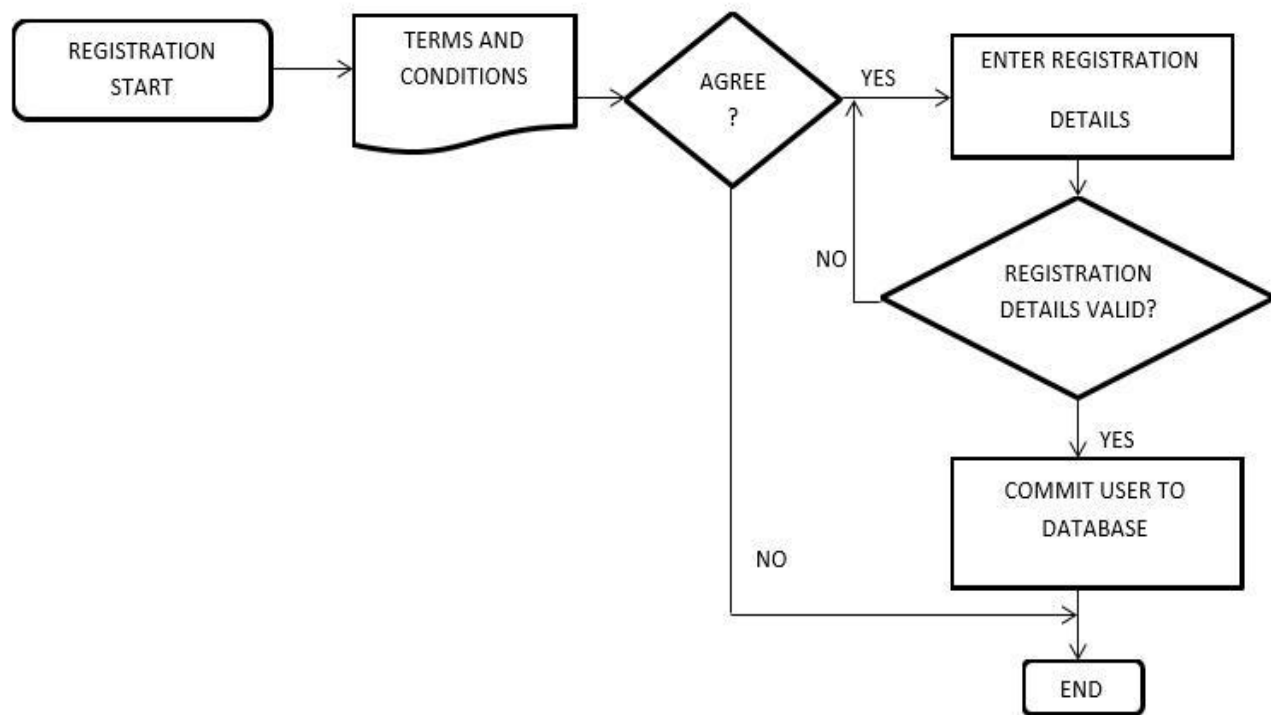 REGISTRATION
START
TERMS AND
CONDITIONS
AGREE
?
YES
ENTER REGISTRATION
DETAILS
NO
REGISTRATION
DETAILS VALID?
YES
COMMIT USER TO
DATABASE
NO
END